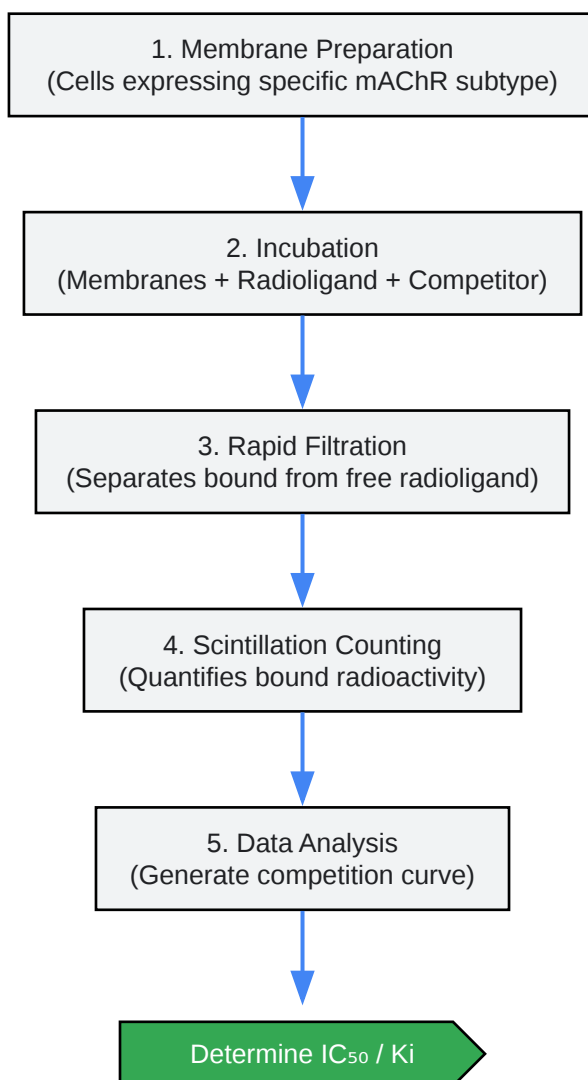 1. Membrane Preparation
(Cells expressing specific mAChR subtype)
2. Incubation
(Membranes + Radioligand + Competitor)
3. Rapid Filtration
(Separates bound from free radioligand)
4. Scintillation Counting
(Quantifies bound radioactivity)
5. Data Analysis
(Generate competition curve)
Determine IC₅₀ / Ki